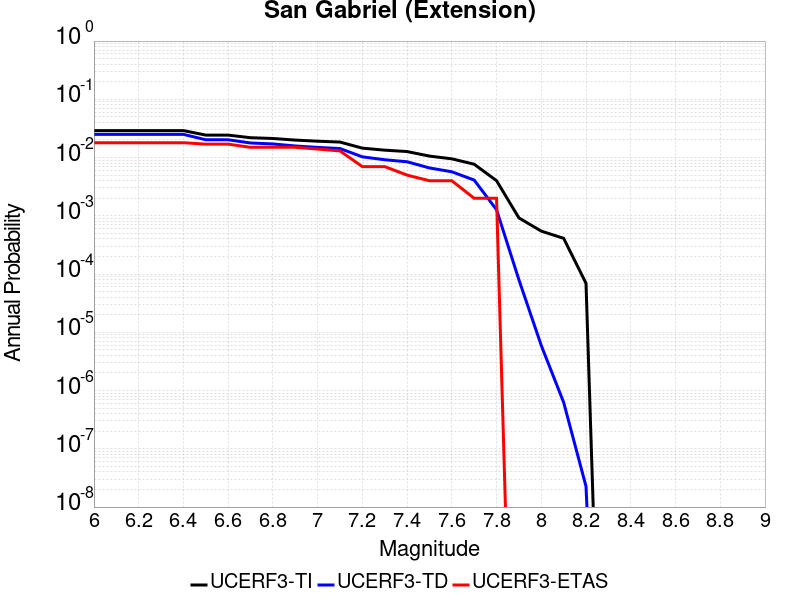 San Gabriel (Extension)
10^0
10^-1
10^-2
10^-3
10^-4
10^-5
10^-6
10^-7
10^-8
Annual Probability
6 6.2 6.4 6.6 6.8 7 7.2 7.4 7.6 7.8 8 8.2 8.4 8.6 8.8 9
Magnitude
UCERF3-TI UCERF3-TD UCERF3-ETAS